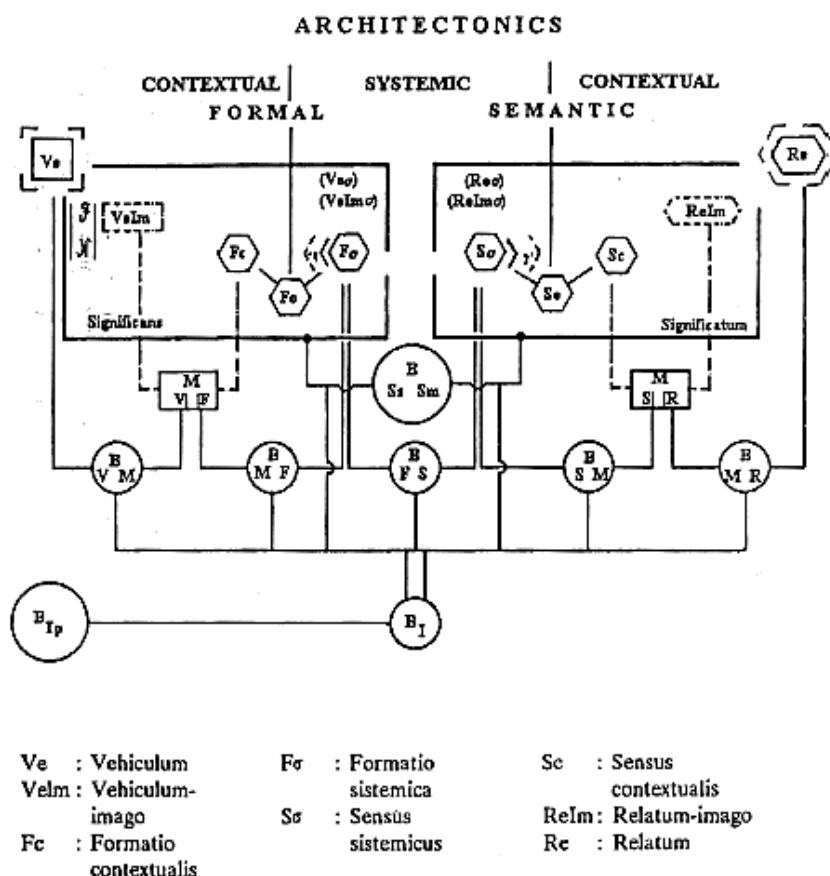 ARCHITECTONICS
CONTEXTUAL SYSTEMIC CONTEXTUAL
FORMAL SEMANTIC
Ve Re
(Veσ) (Reσ)
(VeImσ) (ReImσ)
VeIm ReIm
Fc Fσ Sσ Sc
Fe Se
Significans Significatum
M B M
V F Ss Sm S R
B B B B B
V M M F F S S M M R
B Ip B I
Ve : Vehiculum Fσ : Formatio Sc : Sensus
VeIm : Vehiculum- sistemica contextualis
imago Sσ : Sensus ReIm : Relatum-imago
Fc : Formatio sistemicus Re : Relatum
contextualis